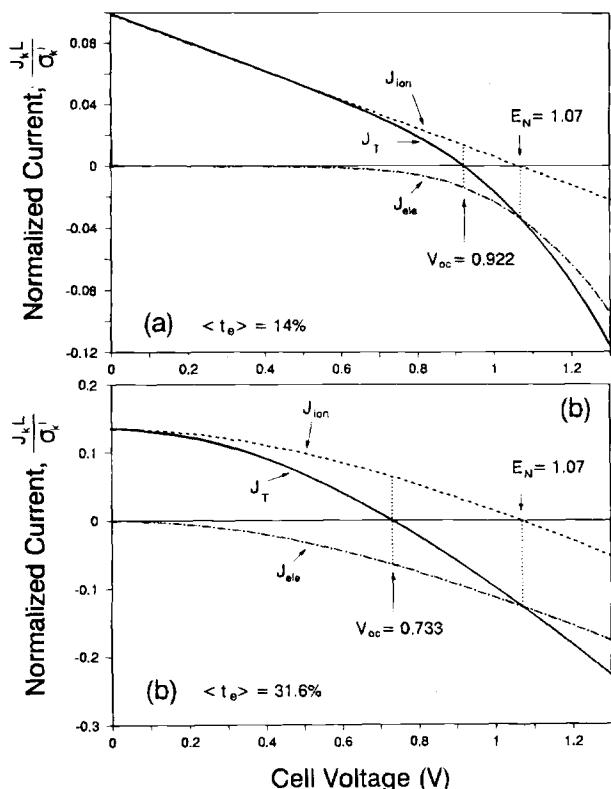 Normalized Current, J_k L / σ_k^i
0.08
0.04
0
-0.04
-0.08
-0.12
J_ion
J_T
E_N = 1.07
J_ele
V_oc = 0.922
(a) < t_e > = 14%
0 0.2 0.4 0.6 0.8 1 1.2
Normalized Current, J_k L / σ_k^i
0.2
0.1
0
-0.1
-0.2
-0.3
(b)
J_ion
E_N = 1.07
J_T
J_ele
V_oc = 0.733
(b) < t_e > = 31.6%
0 0.2 0.4 0.6 0.8 1 1.2
Cell Voltage (V)